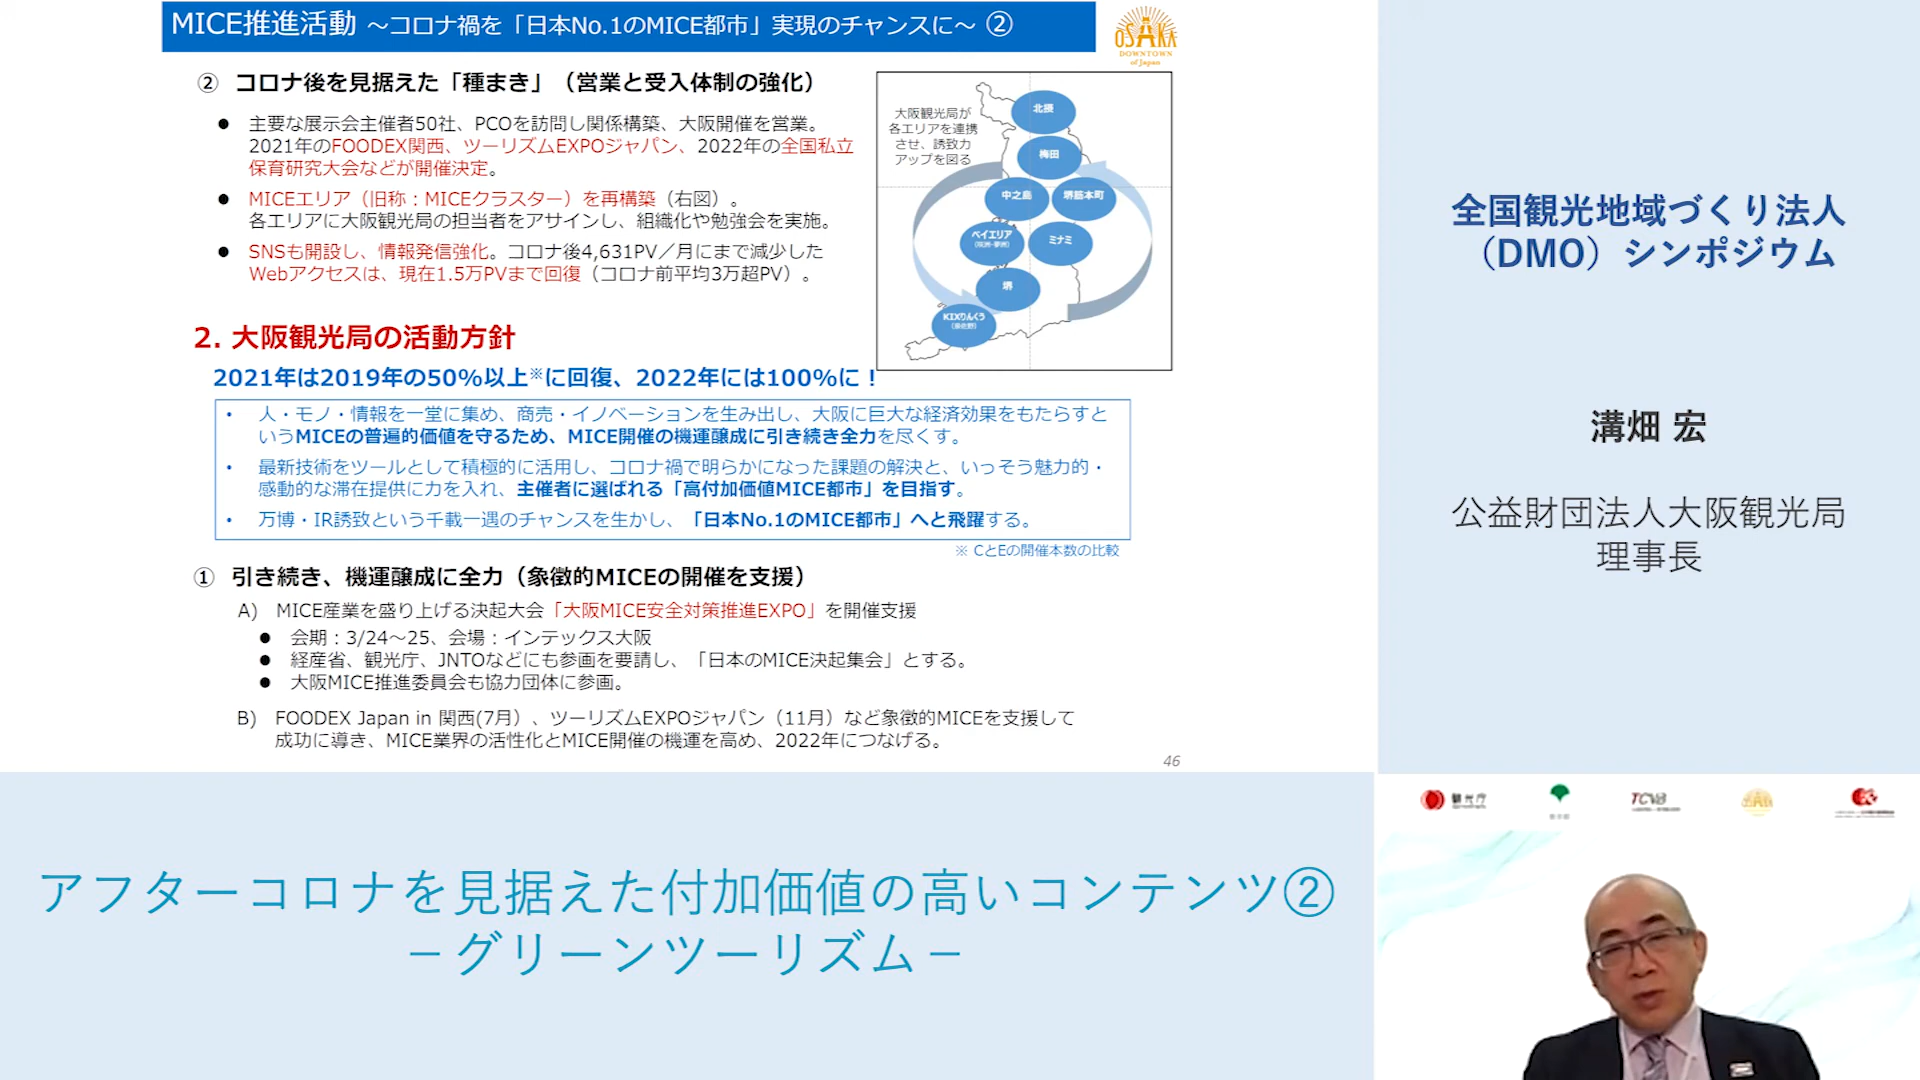 MICE推進活動 ～コロナ禍を「日本No.1のMICE都市」実現のチャンスに～ ②
OSAKA
DOWNTOWN
of Japan
② コロナ後を見据えた「種まき」（営業と受入体制の強化）
● 主要な展示会主催者50社、PCOを訪問し関係構築、大阪開催を営業。
2021年のFOODEX関西、ツーリズムEXPOジャパン、2022年の全国私立
保育研究大会などが開催決定。
● MICEエリア（旧称：MICEクラスター）を再構築（右図）。
各エリアに大阪観光局の担当者をアサインし、組織化や勉強会を実施。
● SNSも開設し、情報発信強化。コロナ後4,631PV／月にまで減少した
Webアクセスは、現在1.5万PVまで回復（コロナ前平均3万超PV）。
大阪観光局が
各エリアを連携
させ、誘致力
アップを図る
北摂
梅田
中之島
堺筋本町
ベイエリア
ミナミ
堺
KIXりんくう
2. 大阪観光局の活動方針
2021年は2019年の50%以上※に回復、2022年には100%に！
• 人・モノ・情報を一堂に集め、商売・イノベーションを生み出し、大阪に巨大な経済効果をもたらすと
いうMICEの普遍的価値を守るため、MICE開催の機運醸成に引き続き全力を尽くす。
• 最新技術をツールとして積極的に活用し、コロナ禍で明らかになった課題の解決と、いっそう魅力的・
感動的な滞在提供に力を入れ、主催者に選ばれる「高付加価値MICE都市」を目指す。
• 万博・IR誘致という千載一遇のチャンスを生かし、「日本No.1のMICE都市」へと飛躍する。
※ CとEの開催本数の比較
① 引き続き、機運醸成に全力（象徴的MICEの開催を支援）
A) MICE産業を盛り上げる決起大会「大阪MICE安全対策推進EXPO」を開催支援
● 会期：3/24～25、会場：インテックス大阪
● 経産省、観光庁、JNTOなどにも参画を要請し、「日本のMICE決起集会」とする。
● 大阪MICE推進委員会も協力団体に参画。
B) FOODEX Japan in 関西(7月）、ツーリズムEXPOジャパン（11月）など象徴的MICEを支援して
成功に導き、MICE業界の活性化とMICE開催の機運を高め、2022年につなげる。
46
全国観光地域づくり法人
（DMO）シンポジウム
溝畑 宏
公益財団法人大阪観光局
理事長
観光庁
TCVB
アフターコロナを見据えた付加価値の高いコンテンツ②
－グリーンツーリズム－